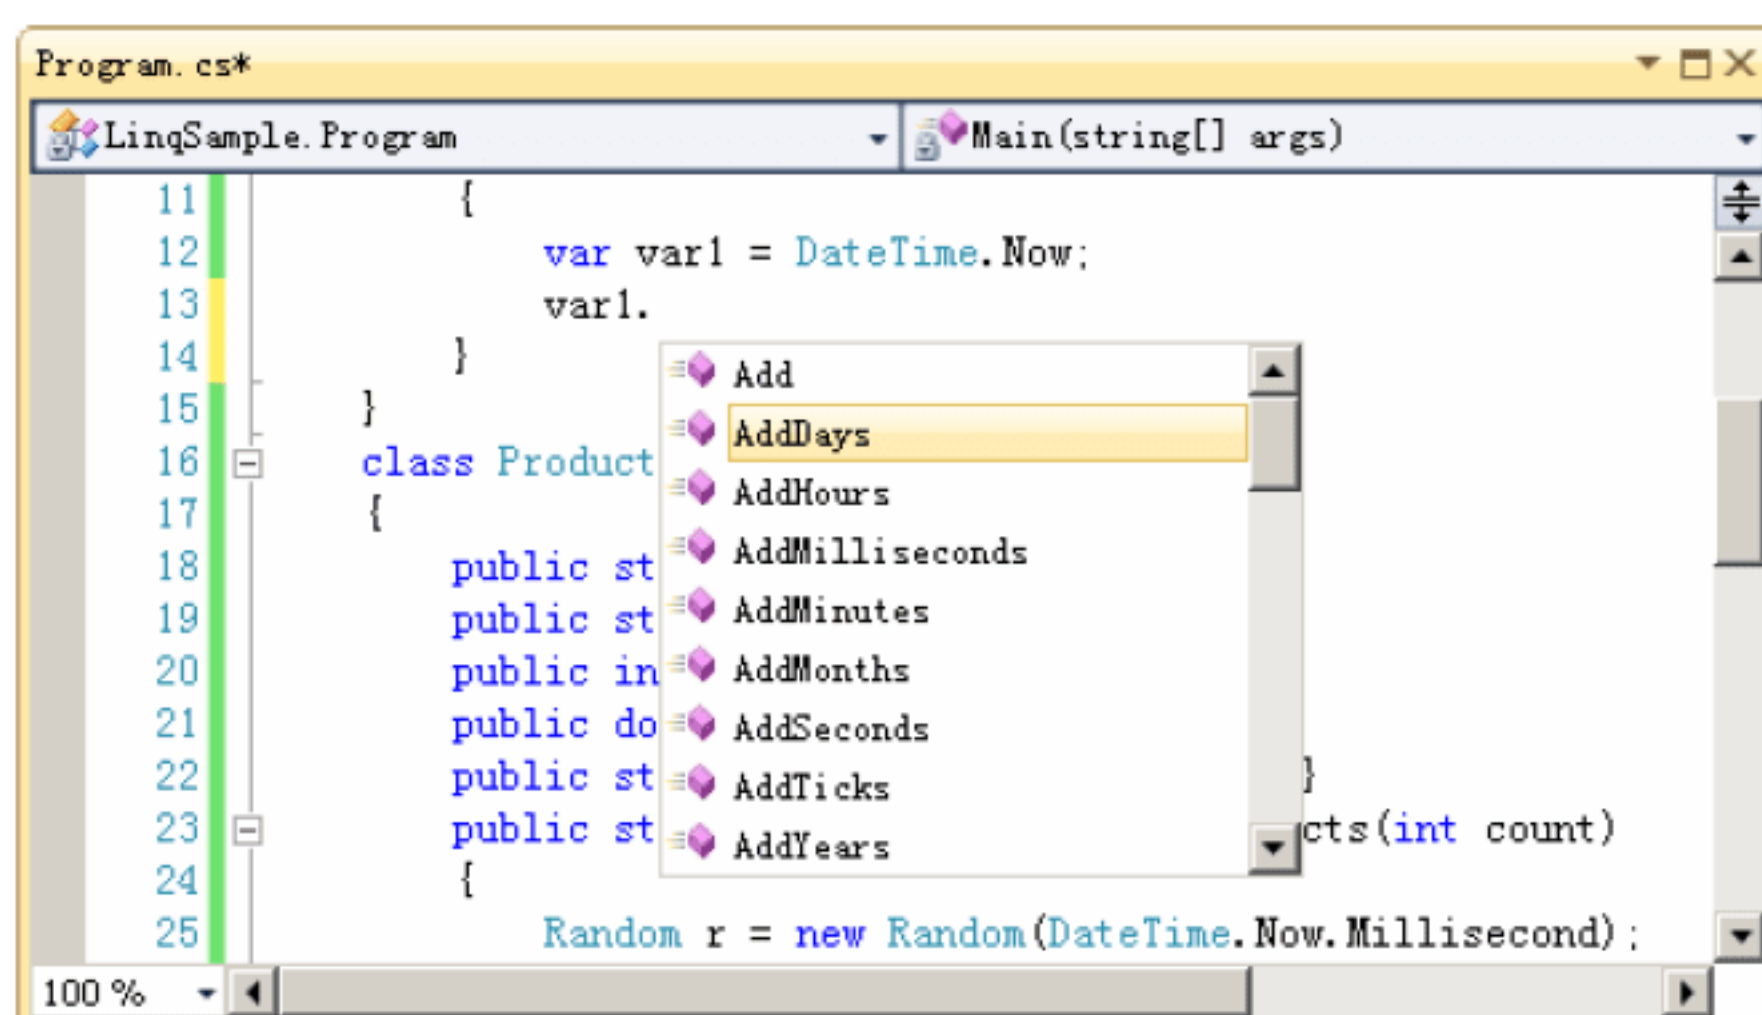 Program.cs*
LinqSample.Program
Main(string[] args)
11 {
12 var var1 = DateTime.Now;
13 var1.
14 }
15 }
16 class Product
17 {
18 public st
19 public st
20 public in
21 public do
22 public st }
23 public st cts(int count)
24 {
25 Random r = new Random(DateTime.Now.Millisecond);
Add
AddDays
AddHours
AddMilliseconds
AddMinutes
AddMonths
AddSeconds
AddTicks
AddYears
100 %